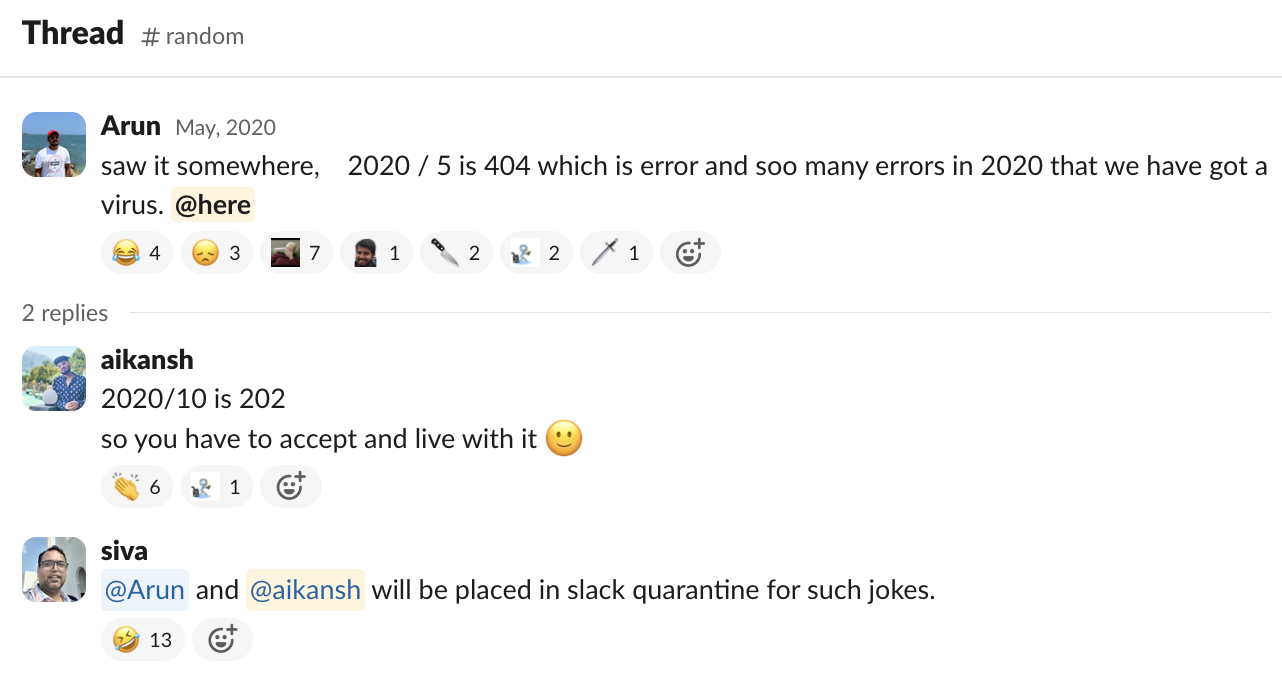 Thread # random
Arun May, 2020
saw it somewhere, 2020 / 5 is 404 which is error and soo many errors in 2020 that we have got a
virus. @here
4 3 7 1 2 2 1
2 replies
aikansh
2020/10 is 202
so you have to accept and live with it
6 1
siva
@Arun and @aikansh will be placed in slack quarantine for such jokes.
13